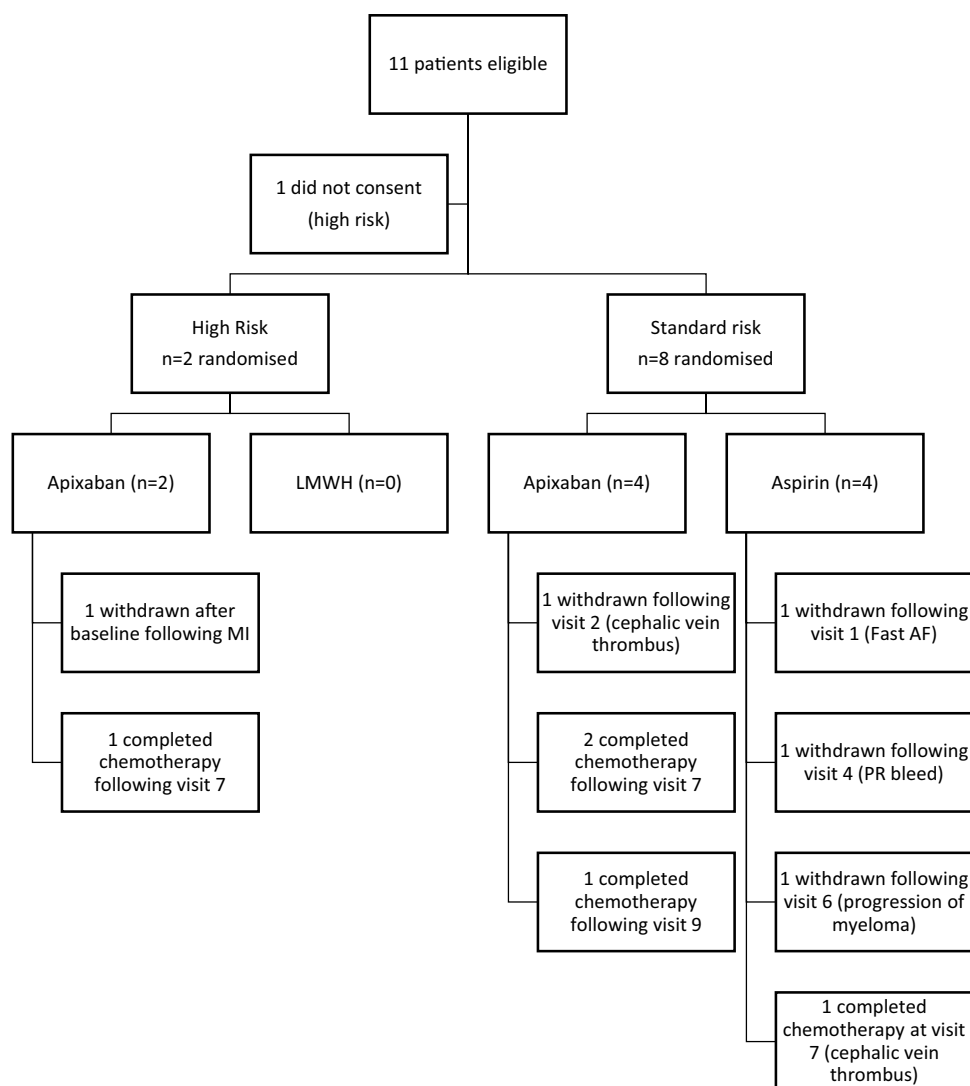 11 patients eligible
1 did not consent
(high risk)
High Risk
n=2 randomised
Standard risk
n=8 randomised
Apixaban (n=2)
LMWH (n=0)
Apixaban (n=4)
Aspirin (n=4)
1 withdrawn after
baseline following MI
1 completed
chemotherapy
following visit 7
1 withdrawn following
visit 2 (cephalic vein
thrombus)
2 completed
chemotherapy
following visit 7
1 completed
chemotherapy
following visit 9
1 withdrawn following
visit 1 (Fast AF)
1 withdrawn following
visit 4 (PR bleed)
1 withdrawn following
visit 6 (progression of
myeloma)
1 completed
chemotherapy at visit
7 (cephalic vein
thrombus)